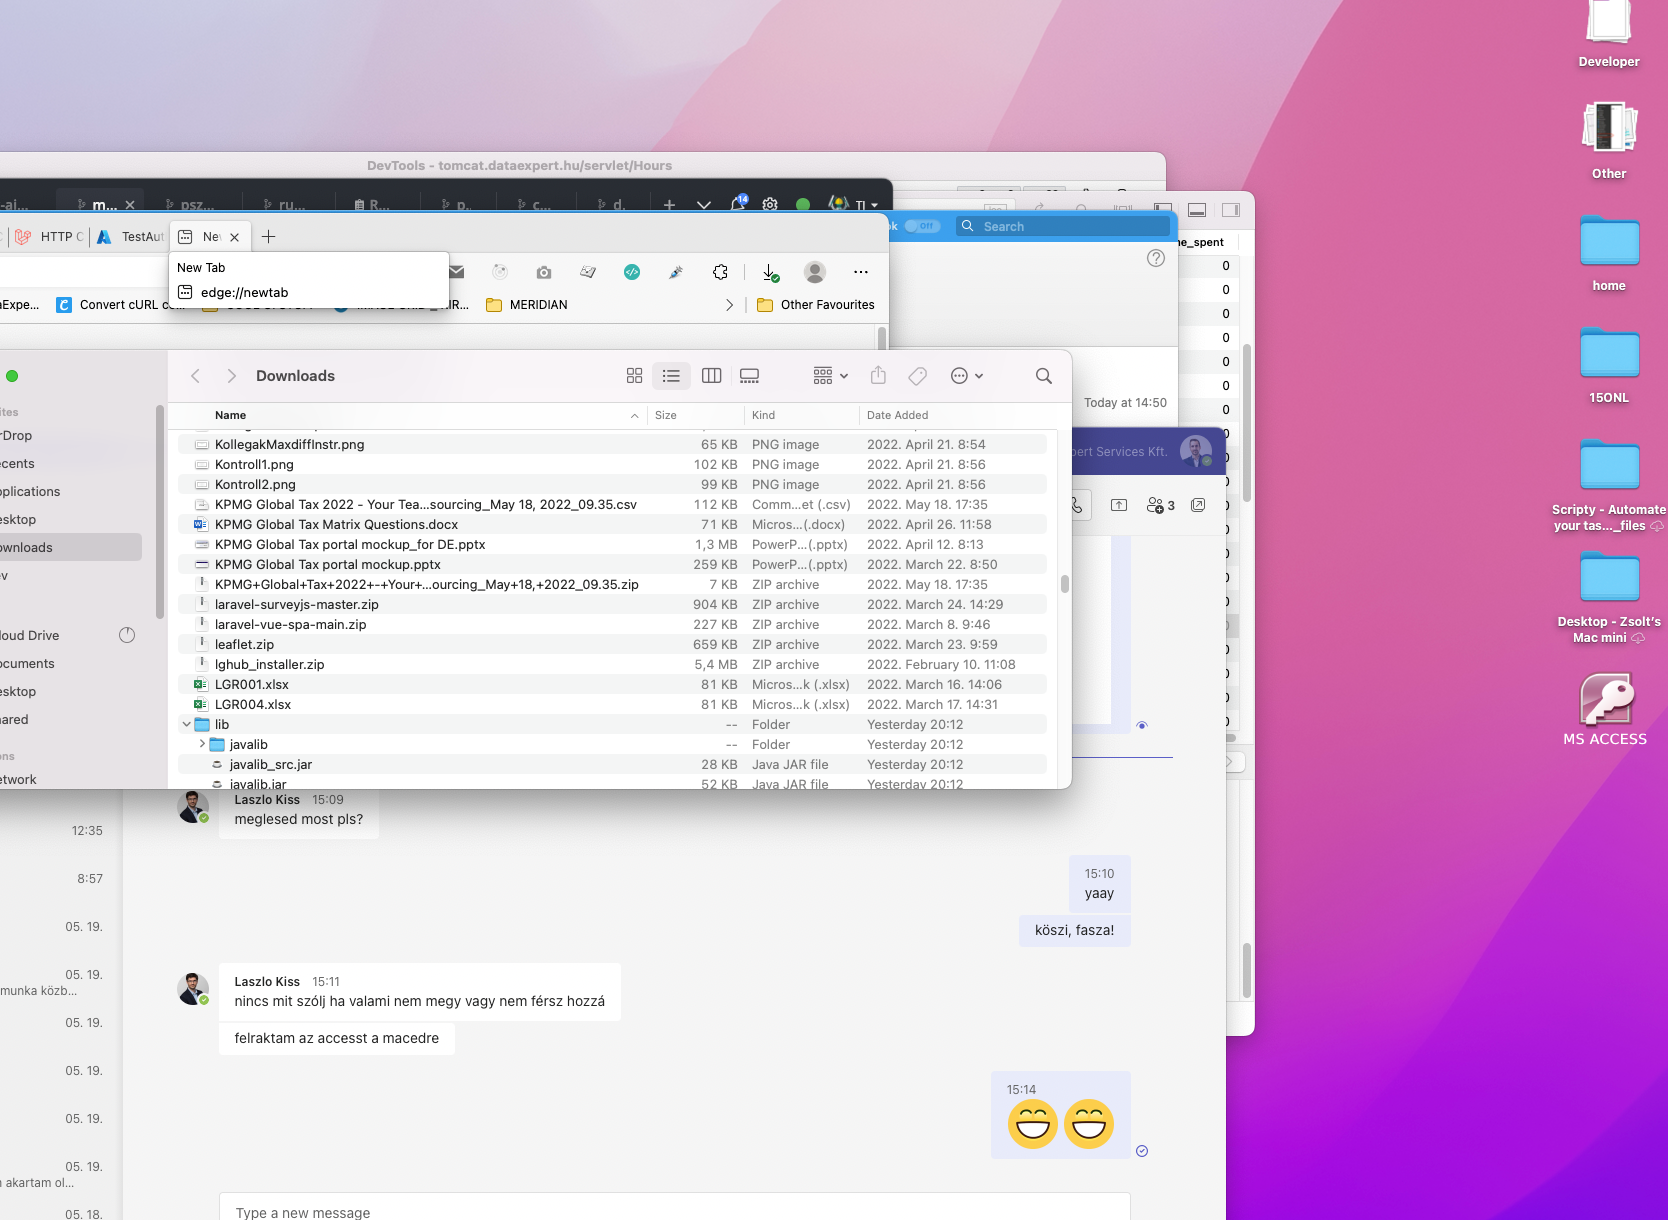 Developer
Other
home
15ONL
Scripty - Automate
your tas..._files
Desktop - Zsolt's
Mac mini
MS ACCESS
DevTools - tomcat.dataexpert.hu/servlet/Hours
-ai...
m...
psz...
ru...
R...
p.
c...
d.
14
TI
HTTP C
TestAut
Nev
New Tab
edge://newtab
Off
Search
ne_spent
0
0
0
0
0
0
0
aExpe...
Convert cURL c...
MERIDIAN
Other Favourites
Today at 14:50
pert Services Kft.
3
Downloads
Name
Size
Kind
Date Added
KollegakMaxdiffInstr.png 65 KB PNG image 2022. April 21. 8:54
Kontroll1.png 102 KB PNG image 2022. April 21. 8:56
Kontroll2.png 99 KB PNG image 2022. April 21. 8:56
KPMG Global Tax 2022 - Your Tea...sourcing_May 18, 2022_09.35.csv 112 KB Comm...et (.csv) 2022. May 18. 17:35
KPMG Global Tax Matrix Questions.docx 71 KB Micros...(.docx) 2022. April 26. 11:58
KPMG Global Tax portal mockup_for DE.pptx 1,3 MB PowerP...(.pptx) 2022. April 12. 8:13
KPMG Global Tax portal mockup.pptx 259 KB PowerP...(.pptx) 2022. March 22. 8:50
KPMG+Global+Tax+2022+-+Your+...ourcing_May+18,+2022_09.35.zip 7 KB ZIP archive 2022. May 18. 17:35
laravel-surveyjs-master.zip 904 KB ZIP archive 2022. March 24. 14:29
laravel-vue-spa-main.zip 227 KB ZIP archive 2022. March 8. 9:46
leaflet.zip 659 KB ZIP archive 2022. March 23. 9:59
lghub_installer.zip 5,4 MB ZIP archive 2022. February 10. 11:08
LGR001.xlsx 81 KB Micros...k (.xlsx) 2022. March 16. 14:06
LGR004.xlsx 81 KB Micros...k (.xlsx) 2022. March 17. 14:31
lib -- Folder Yesterday 20:12
javalib -- Folder Yesterday 20:12
javalib_src.jar 28 KB Java JAR file Yesterday 20:12
javalib.jar 52 KB Java JAR file Yesterday 20:12
ites
rDrop
ecents
pplications
esktop
ownloads
v
loud Drive
ocuments
esktop
ared
ons
etwork
12:35
8:57
05. 19.
05. 19.
munka közb...
05. 19.
05. 19.
05. 19.
05. 19.
n akartam ol...
05. 18.
Laszlo Kiss 15:09
meglesed most pls?
15:10
yaay
köszi, fasza!
Laszlo Kiss 15:11
nincs mit szólj ha valami nem megy vagy nem férsz hozzá
felraktam az accesst a macedre
15:14
Type a new message